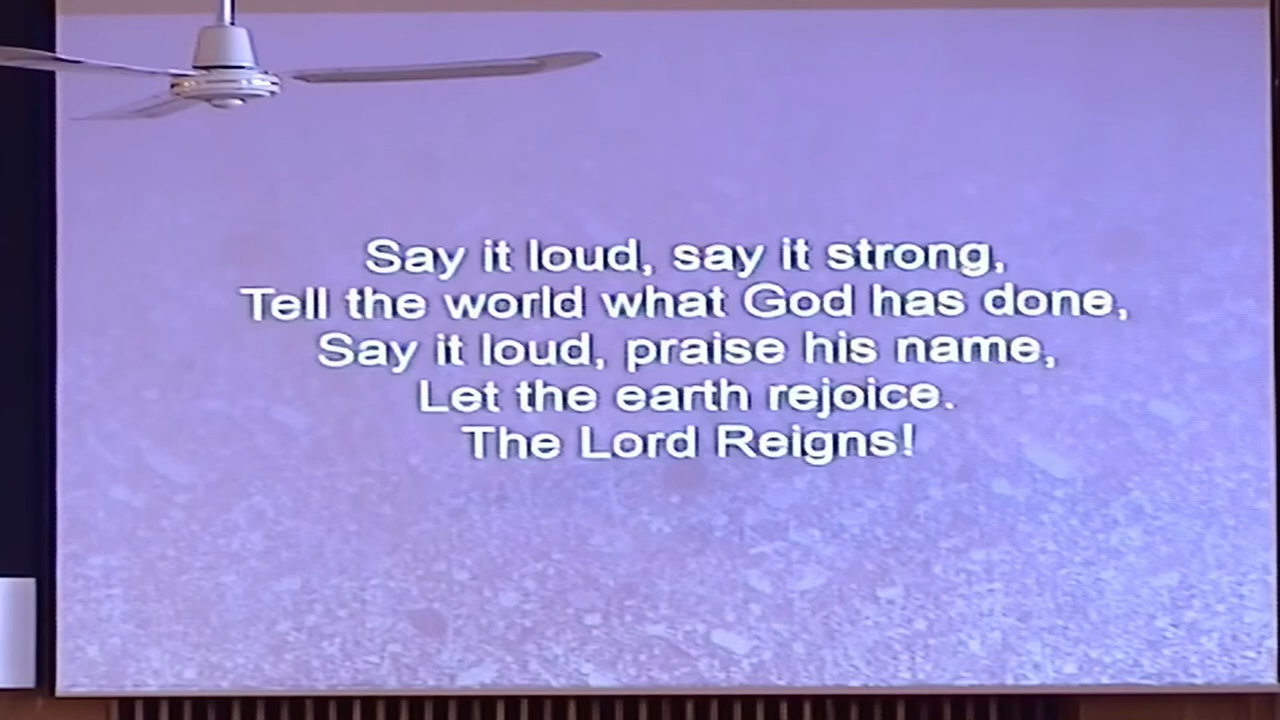 Say it loud, say it strong,
Tell the world what God has done,
Say it loud, praise his name,
Let the earth rejoice.
The Lord Reigns!